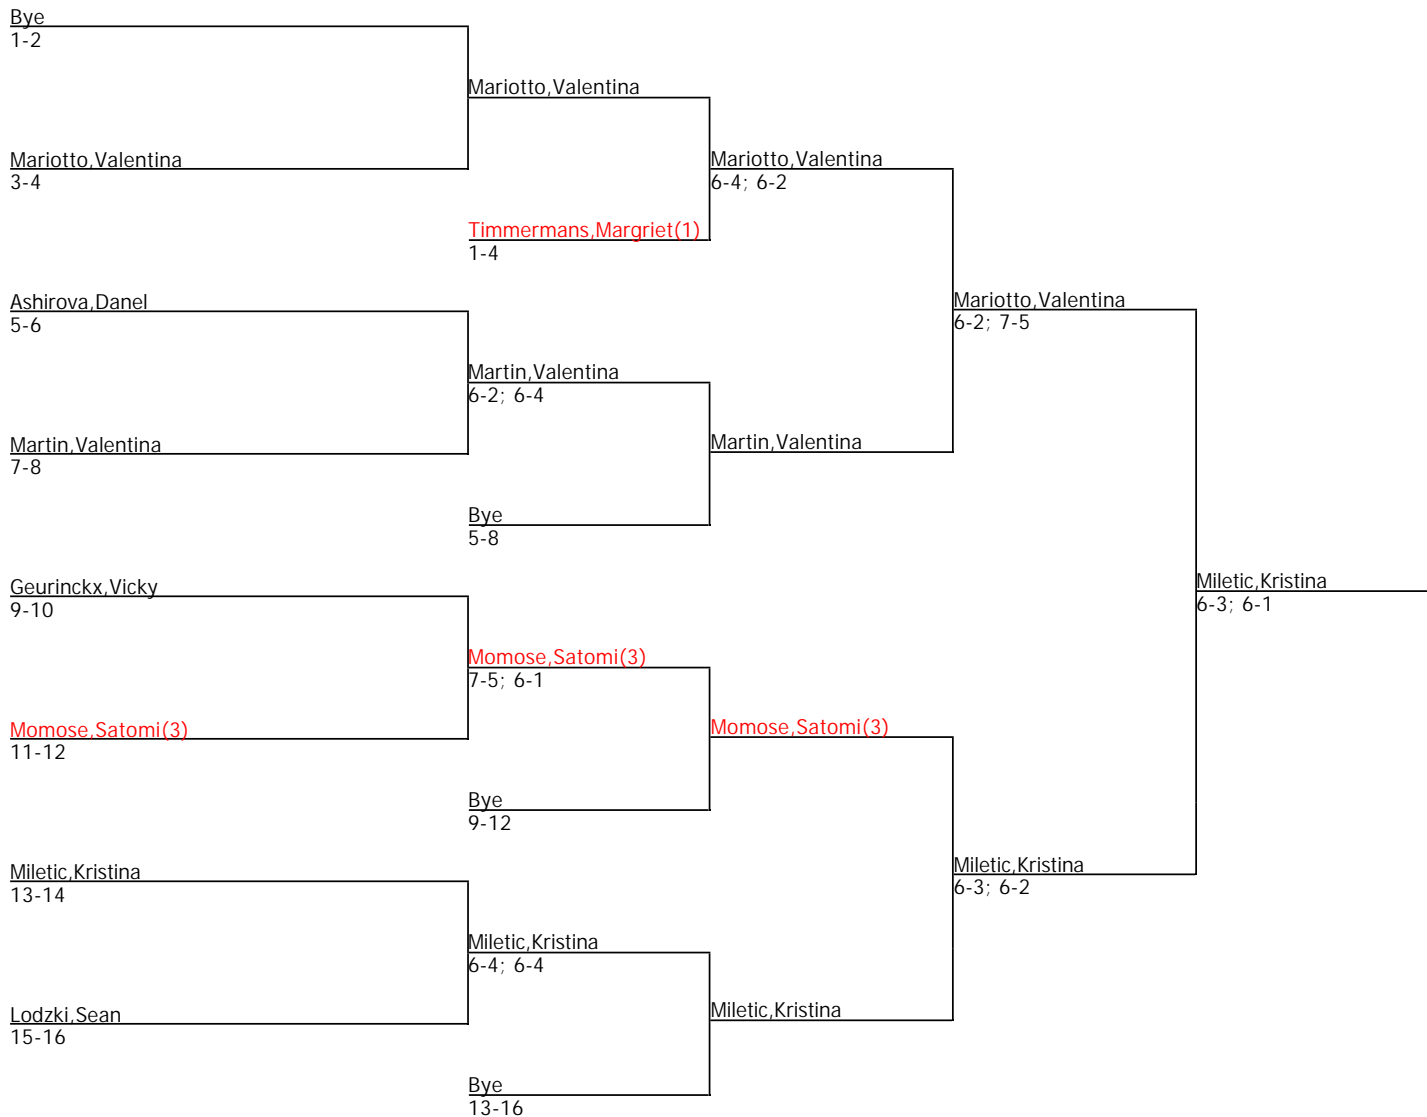 Bye
1-2
Mariotto,Valentina
Mariotto,Valentina
3-4
Mariotto,Valentina
6-4; 6-2
Timmermans,Margriet(1)
1-4
Ashirova,Danel
5-6
Mariotto,Valentina
6-2; 7-5
Martin,Valentina
6-2; 6-4
Martin,Valentina
7-8
Martin,Valentina
Bye
5-8
Geurinckx,Vicky
9-10
Miletic,Kristina
6-3; 6-1
Momose,Satomi(3)
7-5; 6-1
Momose,Satomi(3)
11-12
Momose,Satomi(3)
Bye
9-12
Miletic,Kristina
13-14
Miletic,Kristina
6-3; 6-2
Miletic,Kristina
6-4; 6-4
Lodzki,Sean
15-16
Miletic,Kristina
Bye
13-16